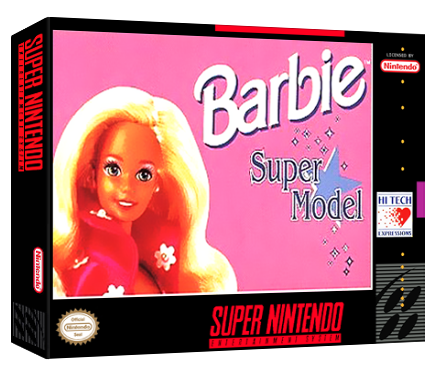 SUPER NINTENDO
Nintendo
LICENSED BY
Nintendo
Barbie
Super
Model
HI TECH
EXPRESSIONS
Official
Nintendo
Seal
SUPER NINTENDO
ENTERTAINMENT SYSTEM